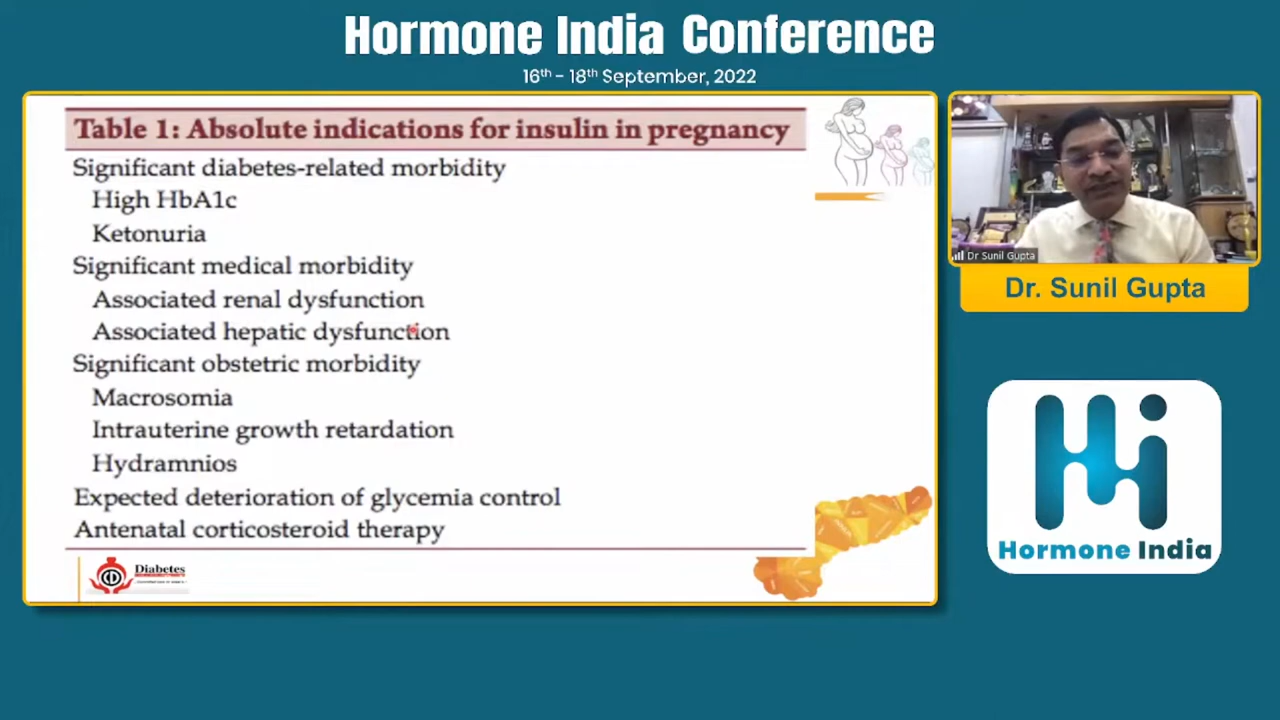 Hormone India Conference
16th - 18th September, 2022
Table 1: Absolute indications for insulin in pregnancy
Significant diabetes-related morbidity
High HbA1c
Ketonuria
Significant medical morbidity
Associated renal dysfunction
Associated hepatic dysfunction
Significant obstetric morbidity
Macrosomia
Intrauterine growth retardation
Hydramnios
Expected deterioration of glycemia control
Antenatal corticosteroid therapy
Diabetes
Dr Sunil Gupta
Dr. Sunil Gupta
Hi
Hormone India